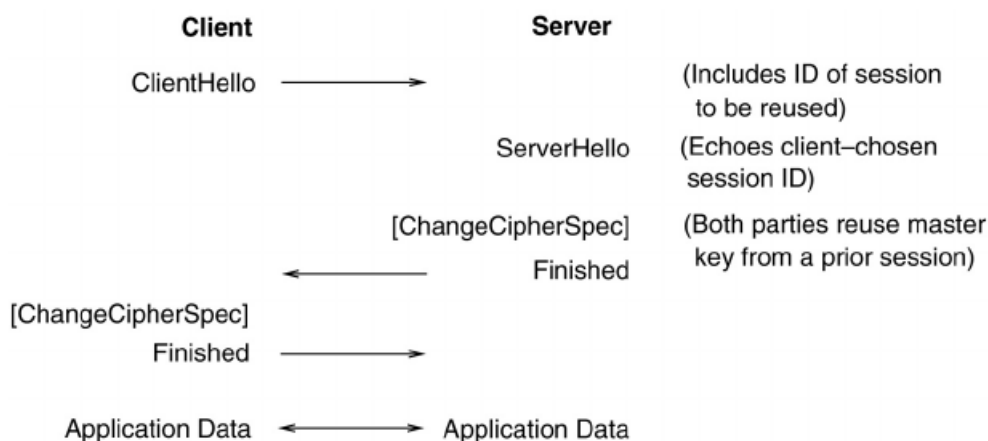 Client Server
ClientHello (Includes ID of session
to be reused)
ServerHello (Echoes client–chosen
session ID)
[ChangeCipherSpec] (Both parties reuse master
Finished key from a prior session)
[ChangeCipherSpec]
Finished
Application Data Application Data